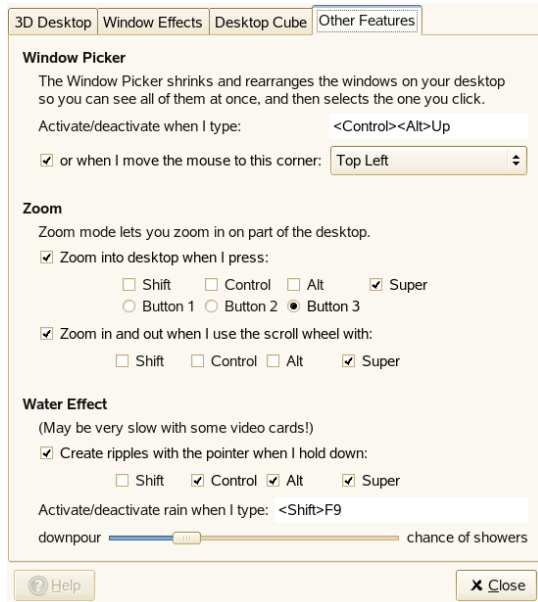 3D Desktop Window Effects Desktop Cube Other Features
Window Picker
The Window Picker shrinks and rearranges the windows on your desktop
so you can see all of them at once, and then selects the one you click.
Activate/deactivate when I type: <Control><Alt>Up
or when I move the mouse to this corner: Top Left
Zoom
Zoom mode lets you zoom in on part of the desktop.
Zoom into desktop when I press:
Shift Control Alt Super
Button 1 Button 2 Button 3
Zoom in and out when I use the scroll wheel with:
Shift Control Alt Super
Water Effect
(May be very slow with some video cards!)
Create ripples with the pointer when I hold down:
Shift Control Alt Super
Activate/deactivate rain when I type: <Shift>F9
downpour chance of showers
Help Close